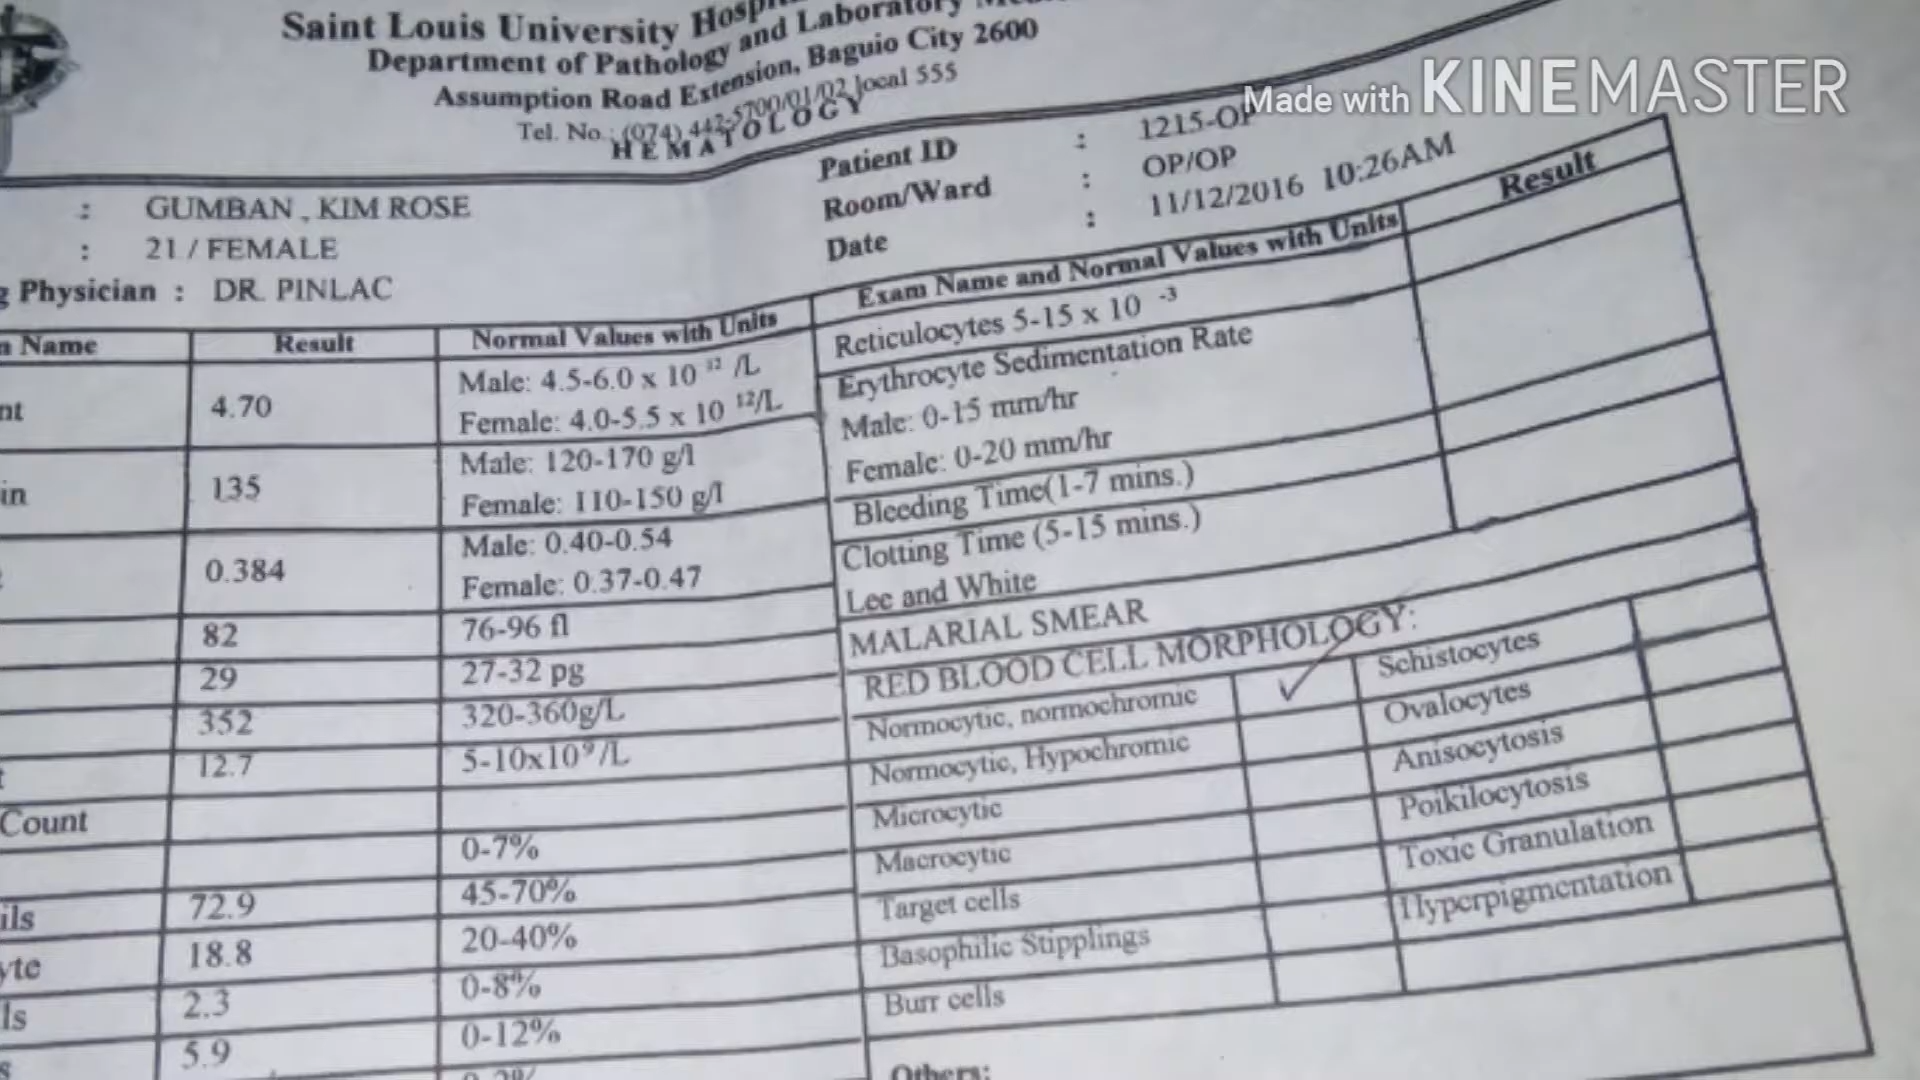 Saint Louis University
Department of Pathology and Laboratory
Assumption Road Extension, Baguio City 2600
Tel. No.: (074) 442-5700/01/02 local 555
HEMATOLOGY
Made with KINEMASTER
: GUMBAN, KIM ROSE
: 21 / FEMALE
Physician : DR. PINLAC
Patient ID : 1215-OP
Room/Ward : OP/OP
Date : 11/12/2016 10:26AM
Name Result Normal Values with Units
4.70 Male: 4.5-6.0 x 10 12 /L
Female: 4.0-5.5 x 10 12/L
135 Male: 120-170 g/l
Female: 110-150 g/l
0.384 Male: 0.40-0.54
Female: 0.37-0.47
82 76-96 fl
29 27-32 pg
352 320-360g/L
12.7 5-10x10⁹/L
Count
0-7%
ils 72.9 45-70%
yte 18.8 20-40%
ls 2.3 0-8%
s 5.9 0-12%
Exam Name and Normal Values with Units Result
Reticulocytes 5-15 x 10 -3
Erythrocyte Sedimentation Rate
Male: 0-15 mm/hr
Female: 0-20 mm/hr
Bleeding Time(1-7 mins.)
Clotting Time (5-15 mins.)
Lee and White
MALARIAL SMEAR
RED BLOOD CELL MORPHOLOGY:
Normocytic, normochromic ✓ Schistocytes
Normocytic, Hypochromic Ovalocytes
Microcytic Anisocytosis
Macrocytic Poikilocytosis
Target cells Toxic Granulation
Basophilic Stipplings Hyperpigmentation
Burr cells
Others: